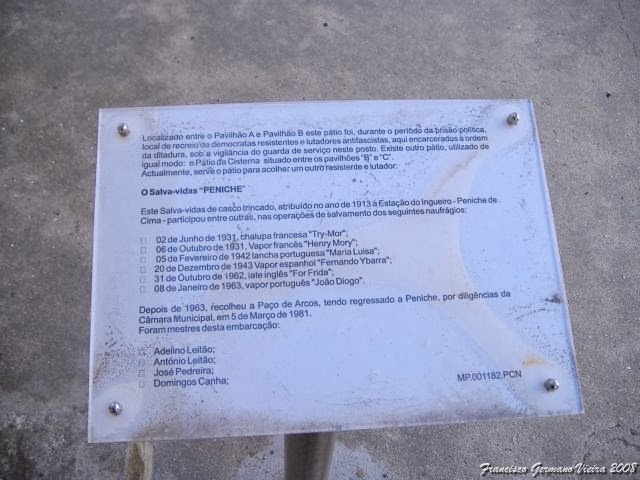 Localizado entre o Pavilhão A e Pavilhão B este pátio foi, durante o período da prisão política,
local de recreio de democratas resistentes e lutadores antifascistas, aqui encarcerados à ordem
da ditadura, sob a vigilância do guarda de serviço neste posto. Existe outro pátio, utilizado de
igual modo: o Pátio da Cisterna situado entre os pavilhões "B" e "C".
Actualmente, serve o pátio para acolher um outro resistente e lutador:
O Salva-vidas "PENICHE"
Este Salva-vidas de casco trincado, atribuído no ano de 1913 à Estação do Ingueiro - Peniche de
Cima - participou entre outras, nas operações de salvamento dos seguintes naufrágios:
02 de Junho de 1931, chalupa francesa "Try-Mor";
06 de Outubro de 1931, Vapor francês "Henry Mory";
05 de Fevereiro de 1942 lancha portuguesa "Maria Luisa";
20 de Dezembro de 1943 Vapor espanhol "Fernando Ybarra";
31 de Outubro de 1962, iate inglês "For Frida";
08 de Janeiro de 1963, vapor português "João Diogo".
Depois de 1963, recolheu a Paço de Arcos, tendo regressado a Peniche, por diligências da
Câmara Municipal, em 5 de Março de 1981.
Foram mestres desta embarcação:
Adelino Leitão;
António Leitão;
José Pedreira;
Domingos Canha;
MP.001182.PCN
Francisco Germano Vieira 2008